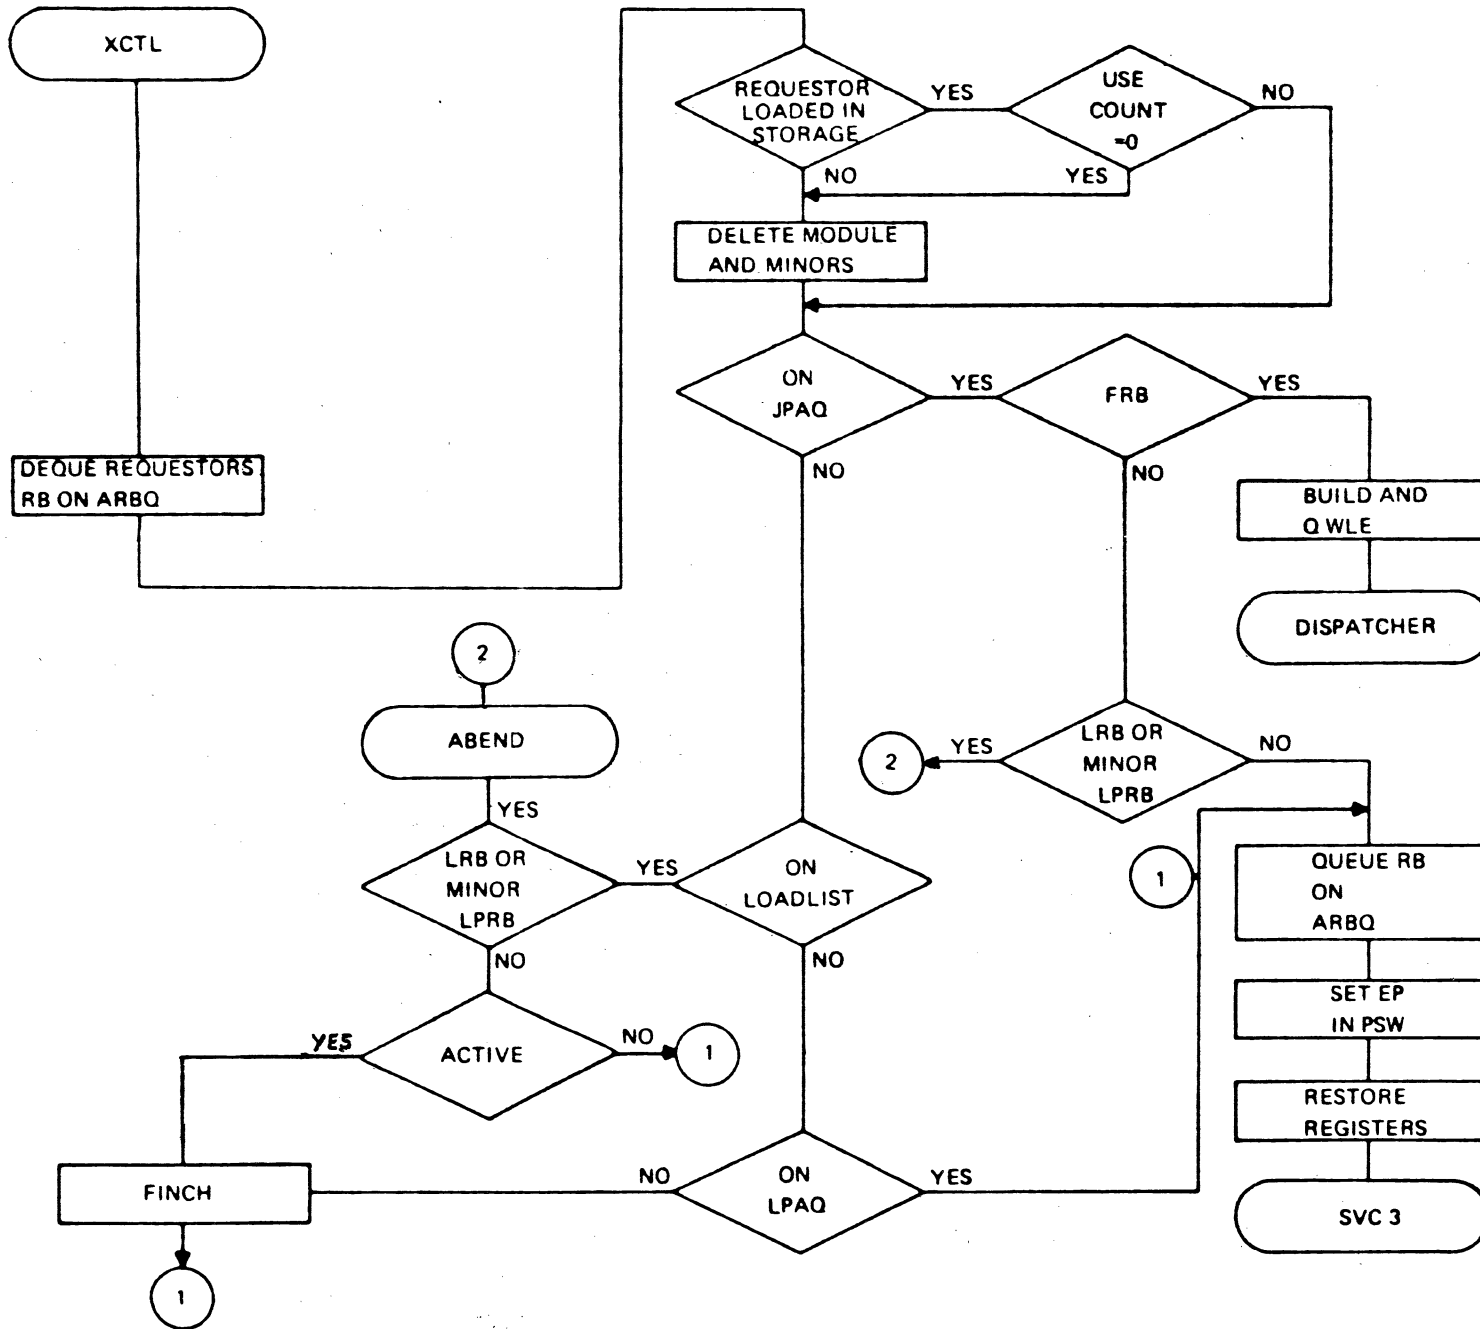 XCTL
DEQUE REQUESTORS
RB ON ARBQ
REQUESTOR
LOADED IN
STORAGE
YES
NO
USE
COUNT
=0
NO
YES
DELETE MODULE
AND MINORS
ON
JPAQ
YES
NO
FRB
YES
NO
BUILD AND
Q WLE
DISPATCHER
LRB OR
MINOR
LPRB
YES
2
NO
2
ABEND
YES
LRB OR
MINOR
LPRB
YES
ON
LOADLIST
NO
NO
ACTIVE
YES
NO
1
1
QUEUE RB
ON
ARBQ
SET EP
IN PSW
RESTORE
REGISTERS
SVC 3
ON
LPAQ
NO
YES
FINCH
1